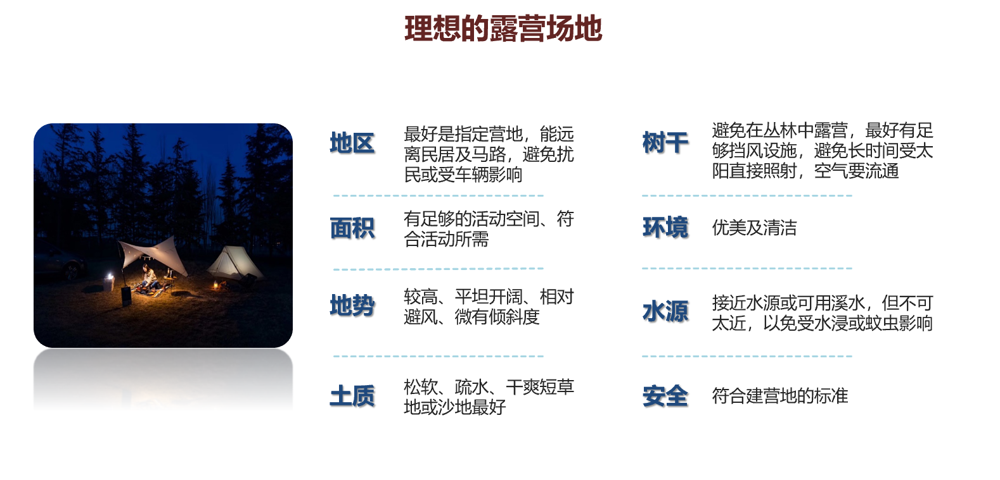 理想的露营场地
地区
最好是指定营地，能远
离民居及马路，避免扰
民或受车辆影响
面积
有足够的活动空间、符
合活动所需
地势
较高、平坦开阔、相对
避风、微有倾斜度
土质
松软、疏水、干爽短草
地或沙地最好
树干
避免在丛林中露营，最好有足
够挡风设施，避免长时间受太
阳直接照射，空气要流通
环境
优美及清洁
水源
接近水源或可用溪水，但不可
太近，以免受水浸或蚊虫影响
安全
符合建营地的标准